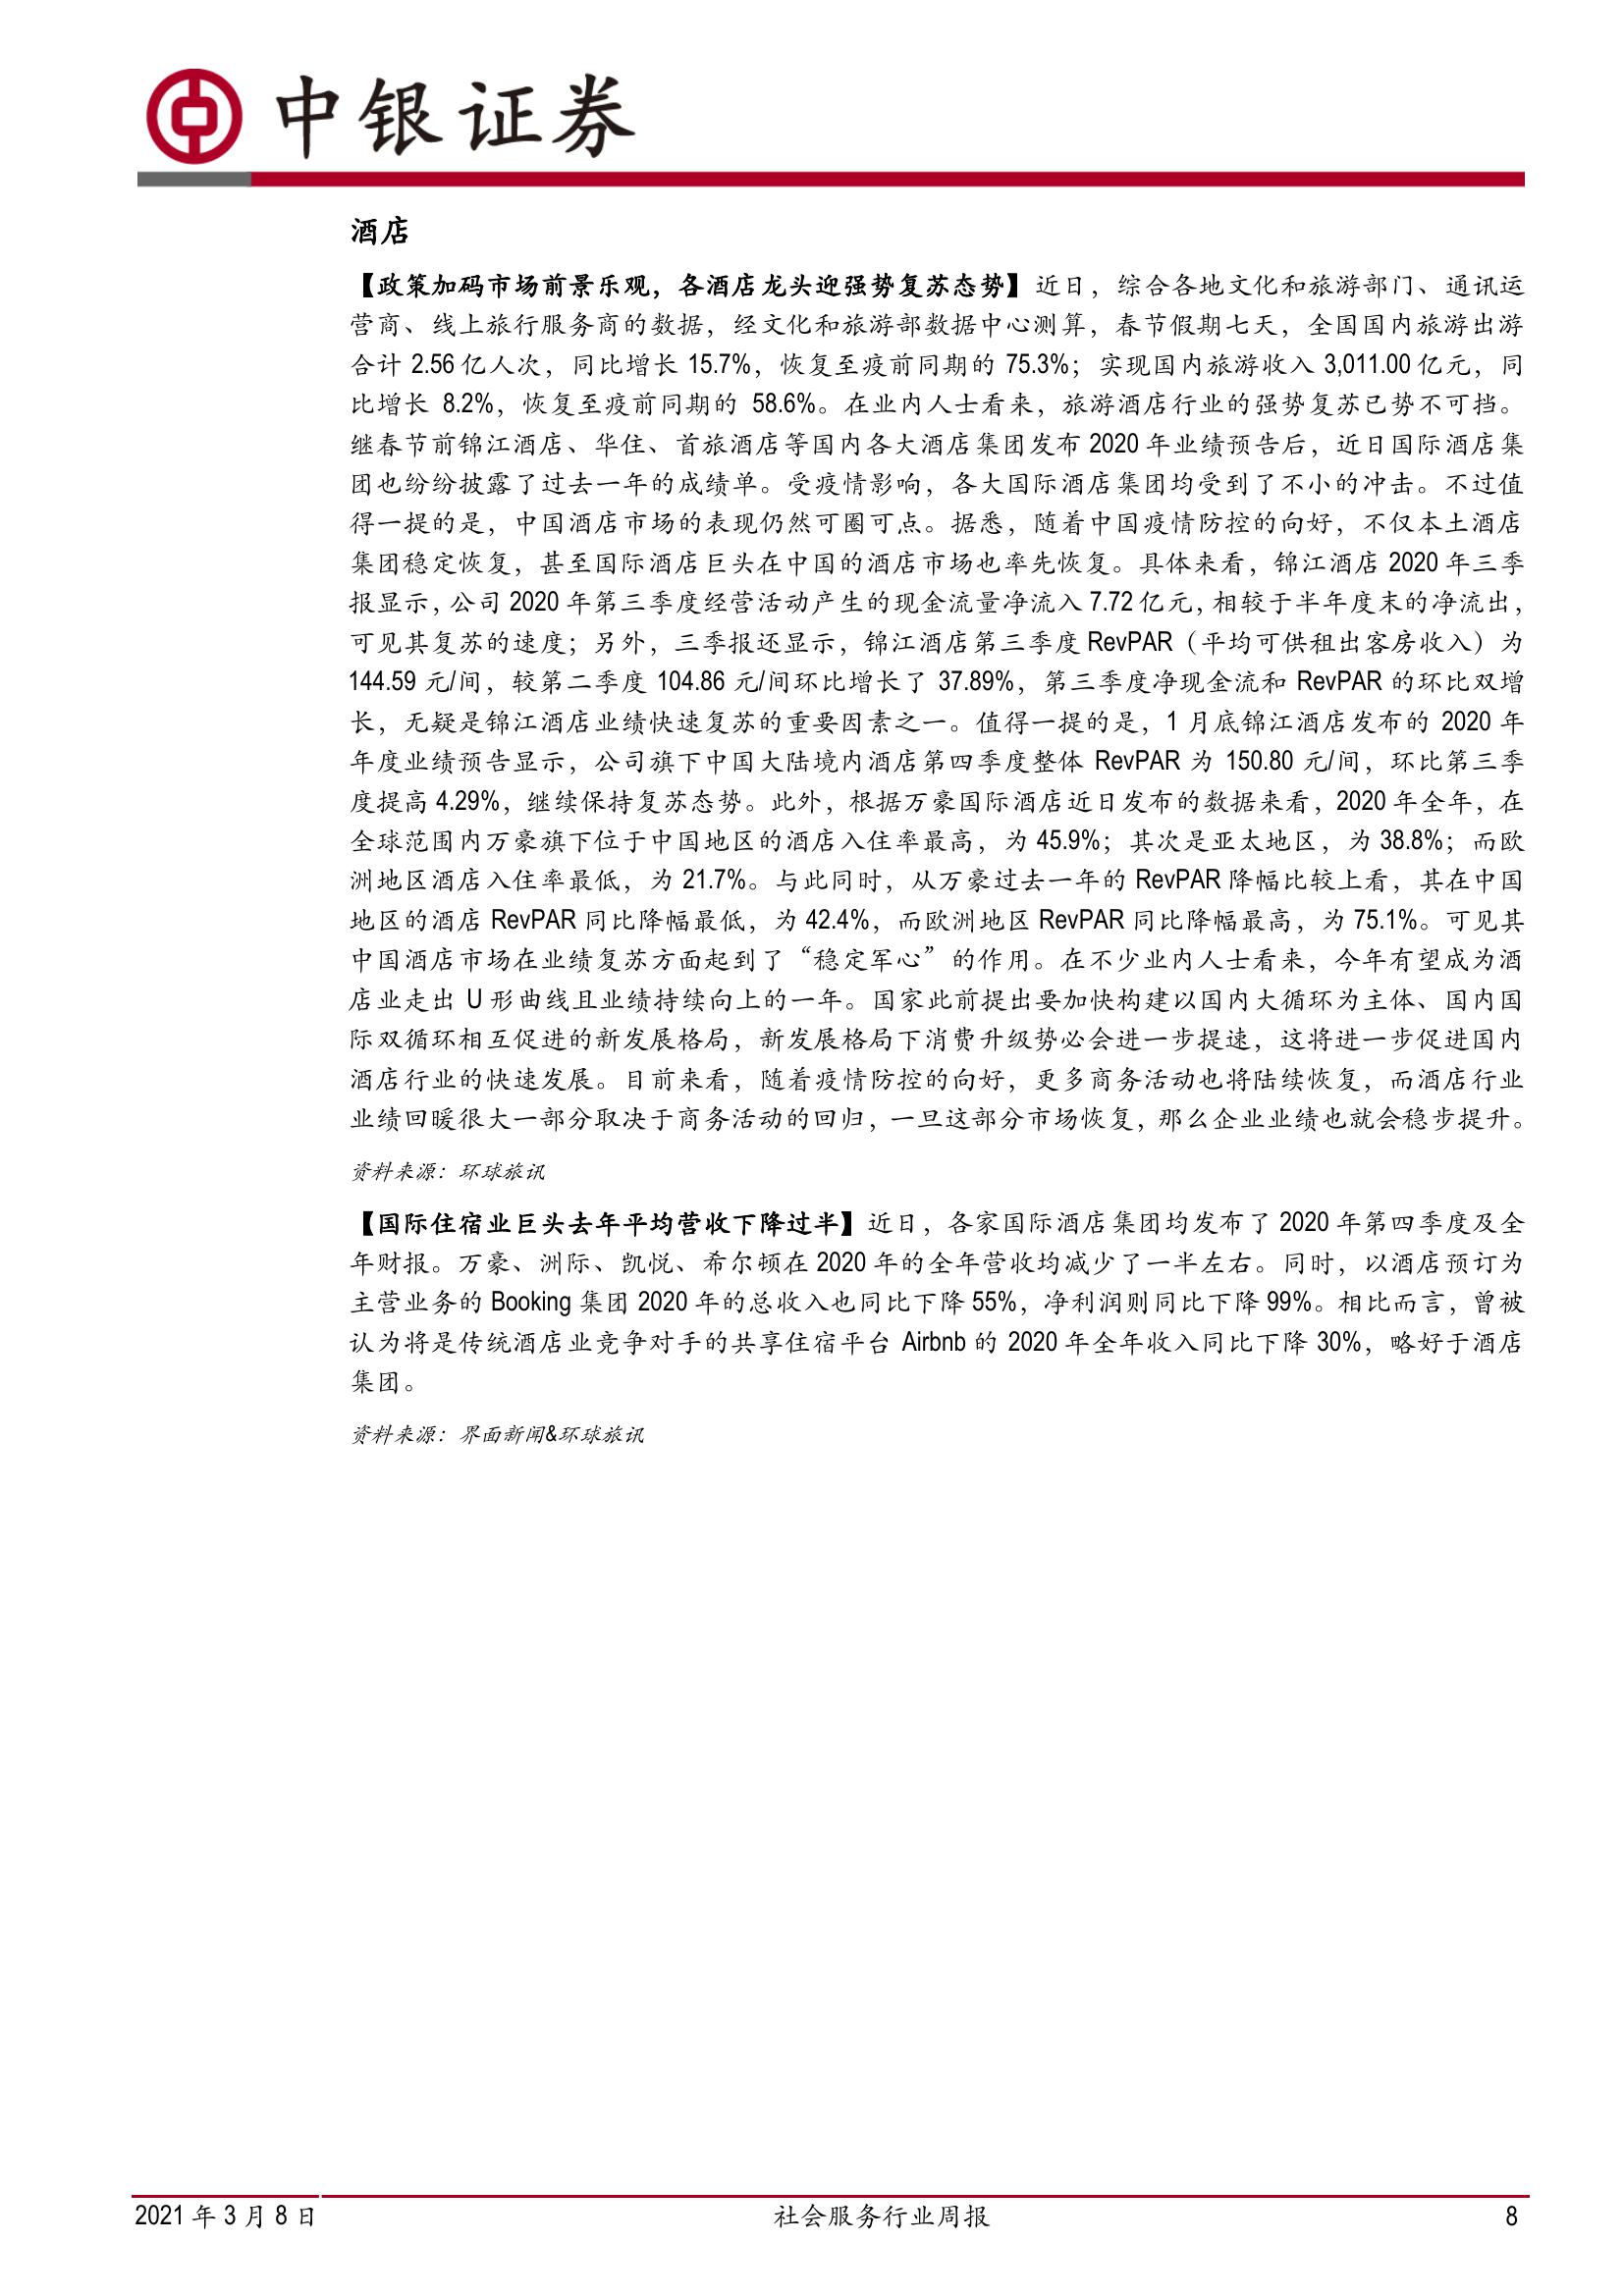 中银证券
酒店
【政策加码市场前景乐观，各酒店龙头迎强势复苏态势】近日，综合各地文化和旅游部门、通讯运
营商、线上旅行服务商的数据，经文化和旅游部数据中心测算，春节假期七天，全国国内旅游出游
合计 2.56 亿人次，同比增长 15.7%，恢复至疫前同期的 75.3%；实现国内旅游收入 3,011.00 亿元，同
比增长 8.2%，恢复至疫前同期的 58.6%。在业内人士看来，旅游酒店行业的强势复苏已势不可挡。
继春节前锦江酒店、华住、首旅酒店等国内各大酒店集团发布 2020 年业绩预告后，近日国际酒店集
团也纷纷披露了过去一年的成绩单。受疫情影响，各大国际酒店集团均受到了不小的冲击。不过值
得一提的是，中国酒店市场的表现仍然可圈可点。据悉，随着中国疫情防控的向好，不仅本土酒店
集团稳定恢复，甚至国际酒店巨头在中国的酒店市场也率先恢复。具体来看，锦江酒店 2020 年三季
报显示，公司 2020 年第三季度经营活动产生的现金流量净流入 7.72 亿元，相较于半年度末的净流出，
可见其复苏的速度；另外，三季报还显示，锦江酒店第三季度 RevPAR（平均可供租出客房收入）为
144.59 元/间，较第二季度 104.86 元/间环比增长了 37.89%，第三季度净现金流和 RevPAR 的环比双增
长，无疑是锦江酒店业绩快速复苏的重要因素之一。值得一提的是，1 月底锦江酒店发布的 2020 年
年度业绩预告显示，公司旗下中国大陆境内酒店第四季度整体 RevPAR 为 150.80 元/间，环比第三季
度提高 4.29%，继续保持复苏态势。此外，根据万豪国际酒店近日发布的数据来看，2020 年全年，在
全球范围内万豪旗下位于中国地区的酒店入住率最高，为 45.9%；其次是亚太地区，为 38.8%；而欧
洲地区酒店入住率最低，为 21.7%。与此同时，从万豪过去一年的 RevPAR 降幅比较上看，其在中国
地区的酒店 RevPAR 同比降幅最低，为 42.4%，而欧洲地区 RevPAR 同比降幅最高，为 75.1%。可见其
中国酒店市场在业绩复苏方面起到了“稳定军心”的作用。在不少业内人士看来，今年有望成为酒
店业走出 U 形曲线且业绩持续向上的一年。国家此前提出要加快构建以国内大循环为主体、国内国
际双循环相互促进的新发展格局，新发展格局下消费升级势必会进一步提速，这将进一步促进国内
酒店行业的快速发展。目前来看，随着疫情防控的向好，更多商务活动也将陆续恢复，而酒店行业
业绩回暖很大一部分取决于商务活动的回归，一旦这部分市场恢复，那么企业业绩也就会稳步提升。
资料来源：环球旅讯
【国际住宿业巨头去年平均营收下降过半】近日，各家国际酒店集团均发布了 2020 年第四季度及全
年财报。万豪、洲际、凯悦、希尔顿在 2020 年的全年营收均减少了一半左右。同时，以酒店预订为
主营业务的 Booking 集团 2020 年的总收入也同比下降 55%，净利润则同比下降 99%。相比而言，曾被
认为将是传统酒店业竞争对手的共享住宿平台 Airbnb 的 2020 年全年收入同比下降 30%，略好于酒店
集团。
资料来源：界面新闻&环球旅讯
2021 年 3 月 8 日
社会服务行业周报
8